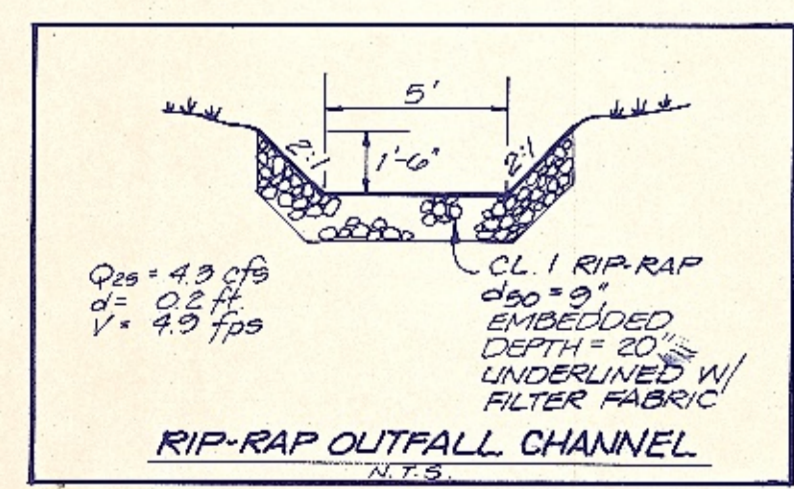 5'
2:1
1'-6"
2:1
Q25 = 4.3 cfs
d = 0.2 ft.
V = 4.9 fps
CL. 1 RIP-RAP
d50 = 9"
EMBEDDED
DEPTH = 20"
UNDERLINED W/
FILTER FABRIC
RIP-RAP OUTFALL CHANNEL
N.T.S.